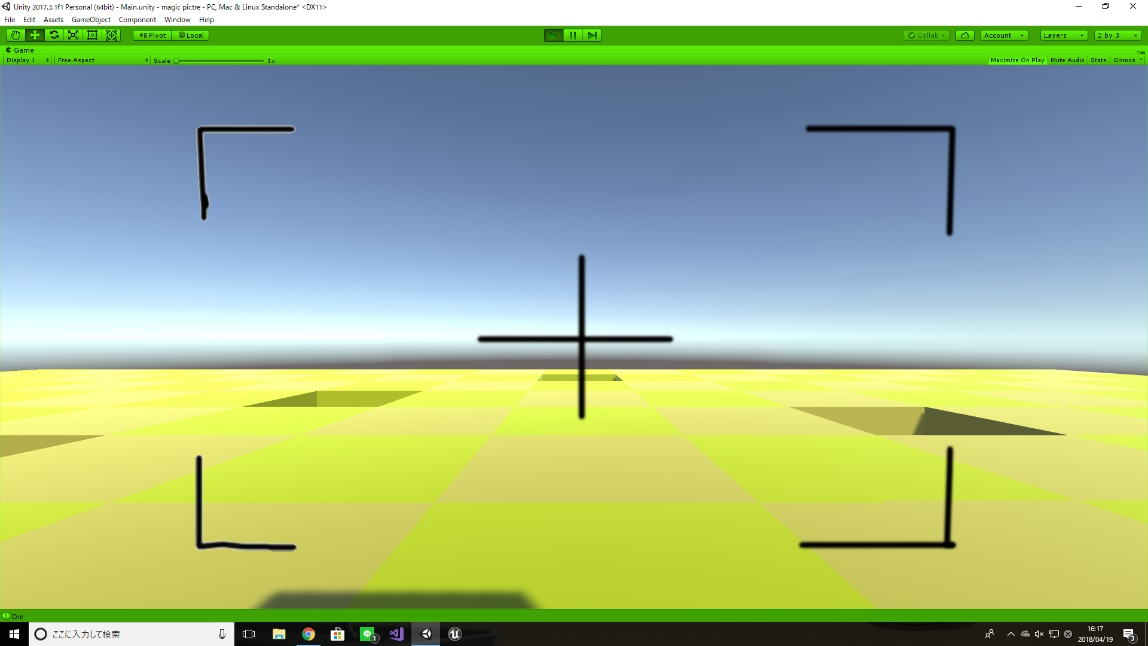 Unity 2017.3.1f1 Personal (64bit) - Main.unity - magic pictre - PC, Mac & Linux Standalone* <DX11>
File Edit Assets GameObject Component Window Help
Pivot Local Collab Account Layers 2 by 3
Game
Display 1 Free Aspect Scale 1x Maximize On Play Mute Audio Stats Gizmos
Die
ここに入力して検索 1 16:17
2018/04/19 3